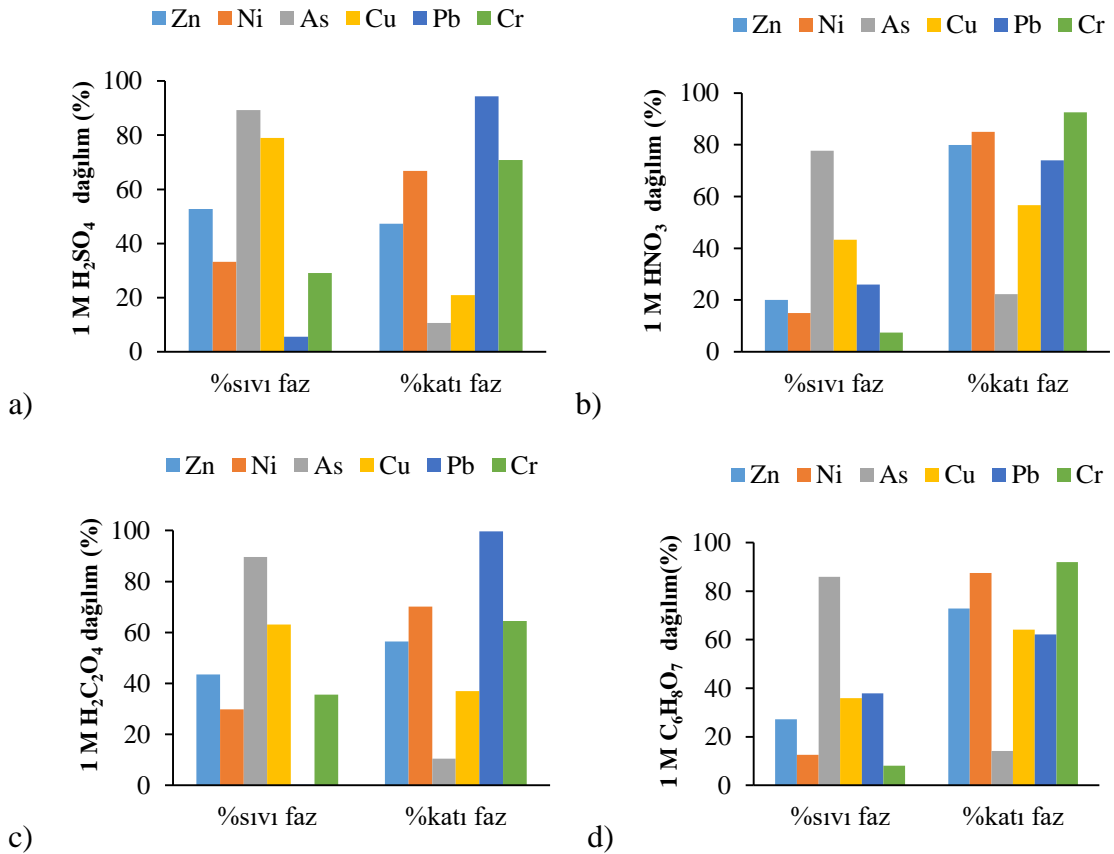 Zn Ni As Cu Pb Cr
1 M H₂SO₄ dağılım (%)
100
80
60
40
20
0
%sıvı faz %katı faz
a)
Zn Ni As Cu Pb Cr
1 M HNO₃ dağılım (%)
100
80
60
40
20
0
%sıvı faz %katı faz
b)
Zn Ni As Cu Pb Cr
1 M H₂C₂O₄ dağılım (%)
100
80
60
40
20
0
%sıvı faz %katı faz
c)
Zn Ni As Cu Pb Cr
1 M C₆H₈O₇ dağılım(%)
100
80
60
40
20
0
%sıvı faz %katı faz
d)